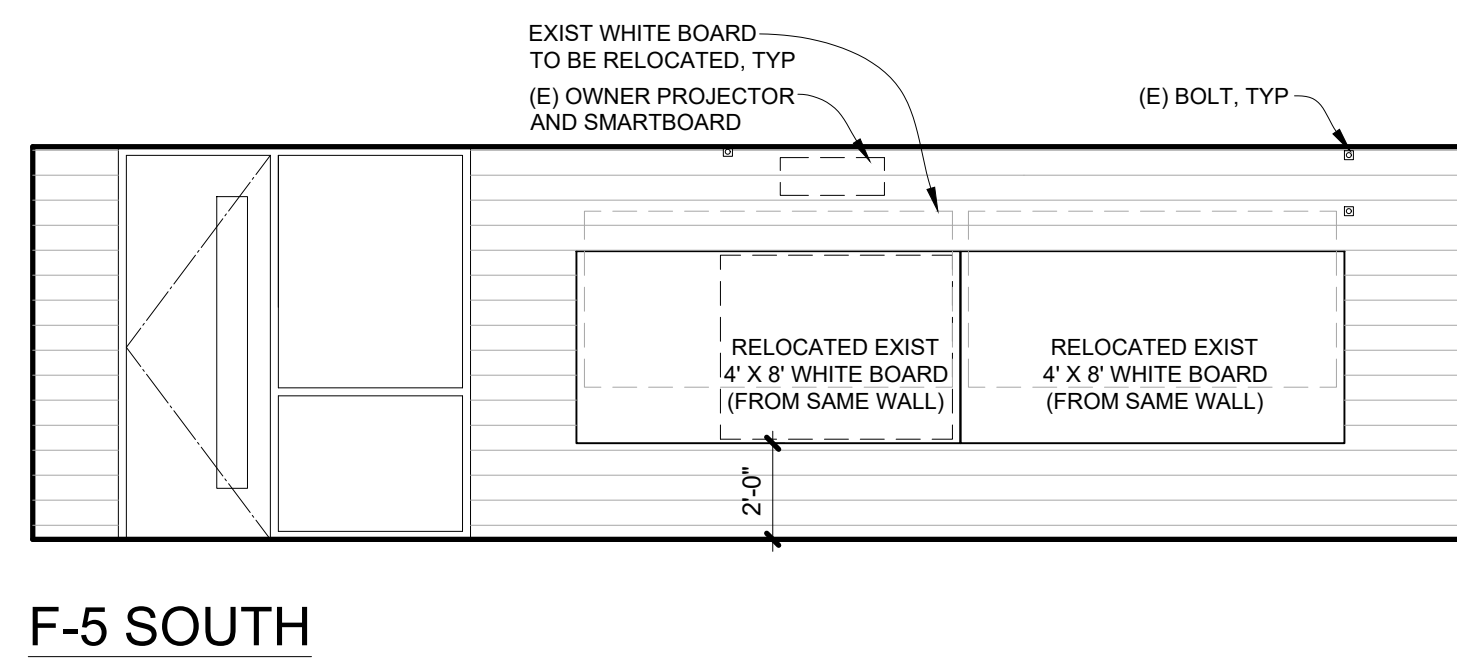 EXIST WHITE BOARD
TO BE RELOCATED, TYP
(E) OWNER PROJECTOR
AND SMARTBOARD
(E) BOLT, TYP
RELOCATED EXIST
4' X 8' WHITE BOARD
(FROM SAME WALL)
RELOCATED EXIST
4' X 8' WHITE BOARD
(FROM SAME WALL)
2'-0"
F-5 SOUTH